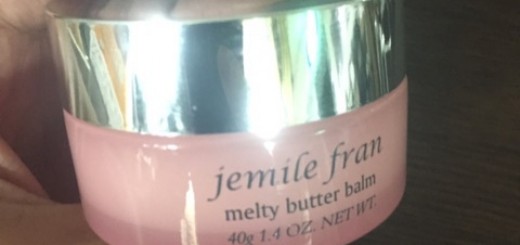 jemile fran
melty butter balm
40g 1.4 OZ. NET WT.